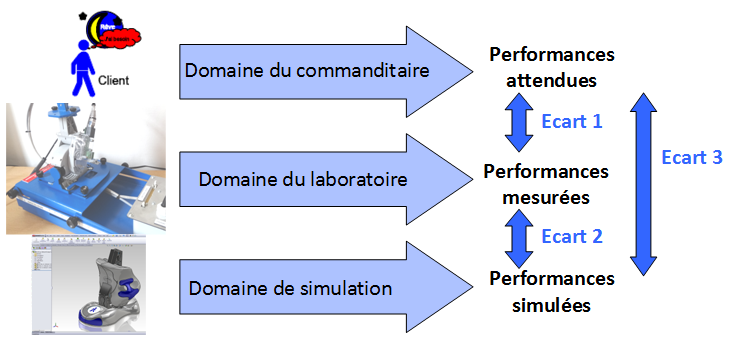 Rêve
Client
Domaine du commanditaire
Performances
attendues
Ecart 1
Domaine du laboratoire
Performances
mesurées
Ecart 3
Ecart 2
Domaine de simulation
Performances
simulées